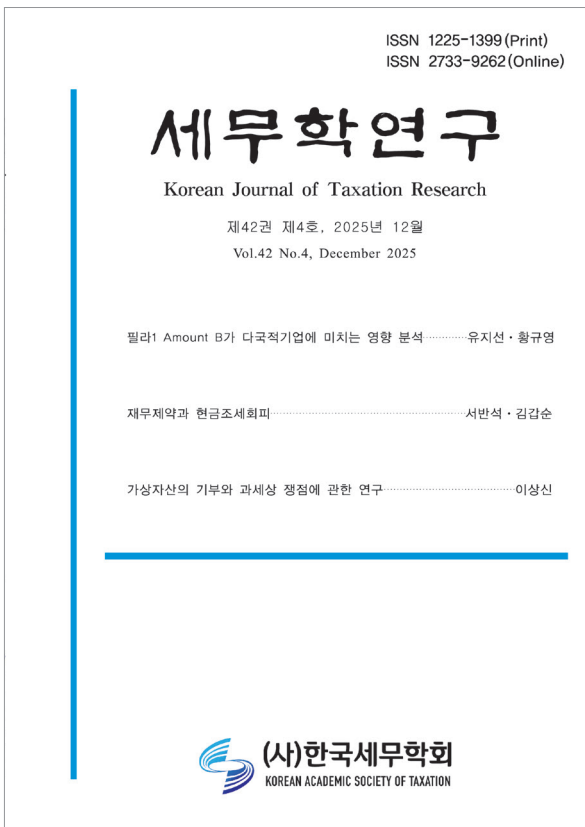 ISSN 1225-1399(Print)
ISSN 2733-9262(Online)
세무학연구
Korean Journal of Taxation Research
제42권 제4호, 2025년 12월
Vol.42 No.4, December 2025
필라1 Amount B가 다국적기업에 미치는 영향 분석············유지선·황규영
재무제약과 현금조세회피··························································서반석·김갑순
가상자산의 기부와 과세상 쟁점에 관한 연구·······································이상신
(사)한국세무학회
KOREAN ACADEMIC SOCIETY OF TAXATION